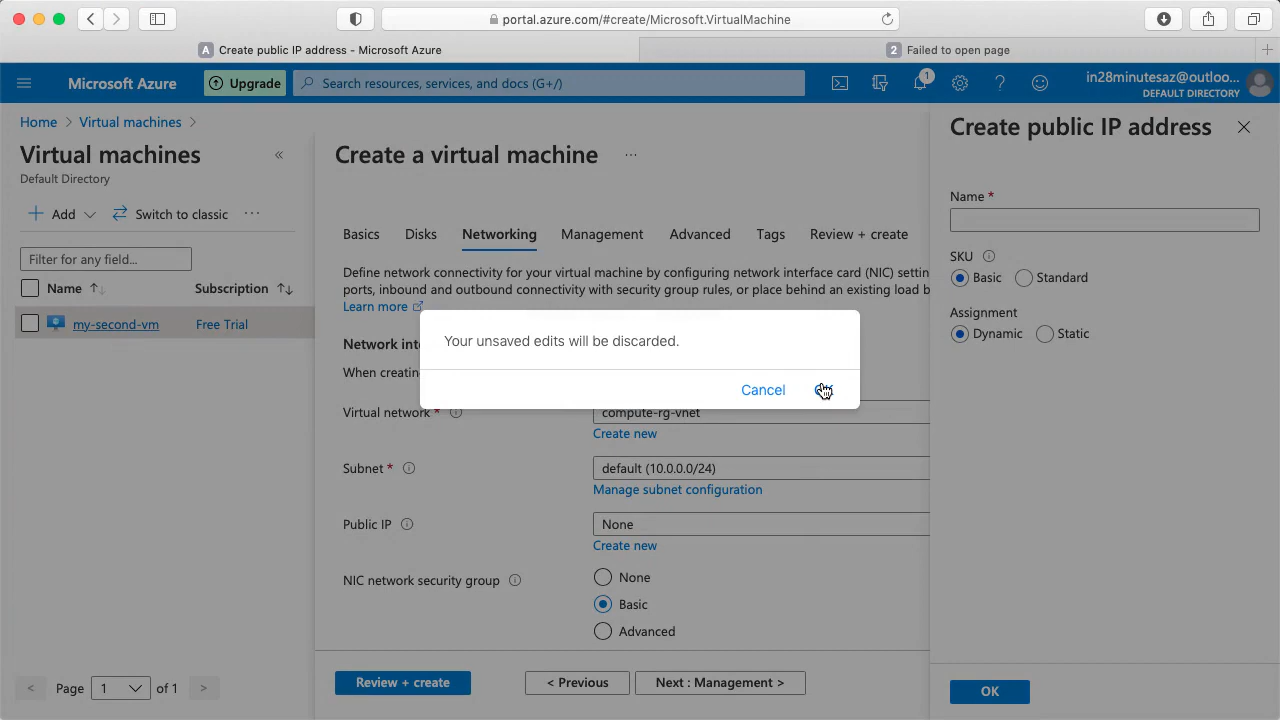 portal.azure.com/#create/Microsoft.VirtualMachine
A Create public IP address - Microsoft Azure
2 Failed to open page
Microsoft Azure
Upgrade
Search resources, services, and docs (G+/)
1
in28minutesaz@outloo...
DEFAULT DIRECTORY
Home > Virtual machines >
Virtual machines
«
Default Directory
+ Add
Switch to classic
...
Filter for any field...
Name ↑↓
Subscription ↑↓
my-second-vm
Free Trial
< Page 1 of 1 >
Create a virtual machine
...
Basics Disks Networking Management Advanced Tags Review + create
Define network connectivity for your virtual machine by configuring network interface card (NIC) settin
ports, inbound and outbound connectivity with security group rules, or place behind an existing load b
Learn more
Network inte
When creating
Virtual network *
compute-rg-vnet
Create new
Subnet *
default (10.0.0.0/24)
Manage subnet configuration
Public IP
None
Create new
NIC network security group
None
Basic
Advanced
Review + create
< Previous
Next : Management >
Your unsaved edits will be discarded.
Cancel
Create public IP address
Name *
SKU
Basic
Standard
Assignment
Dynamic
Static
OK